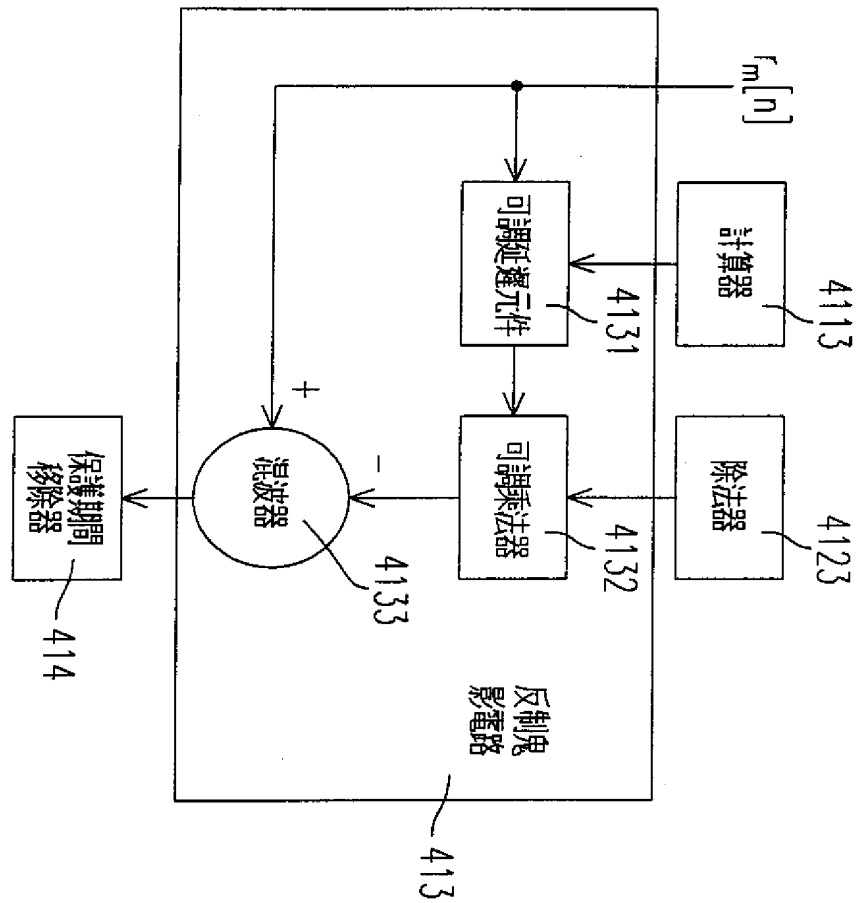 r_m[n]
計算器
4113
除法器
4123
可調延遲元件
4131
可調乘法器
4132
+
-
混波器
4133
反制鬼
影電路
413
保護期間
移除器
414